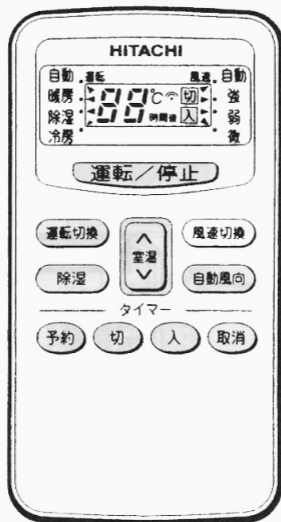 HITACHI
自動 運転 風速 自動
暖房 88℃ 切 強
除湿 時間後 入 弱
冷房 微
運転/停止
運転切換 風速切換
室温
除湿 自動風向
タイマー
予約 切 入 取消